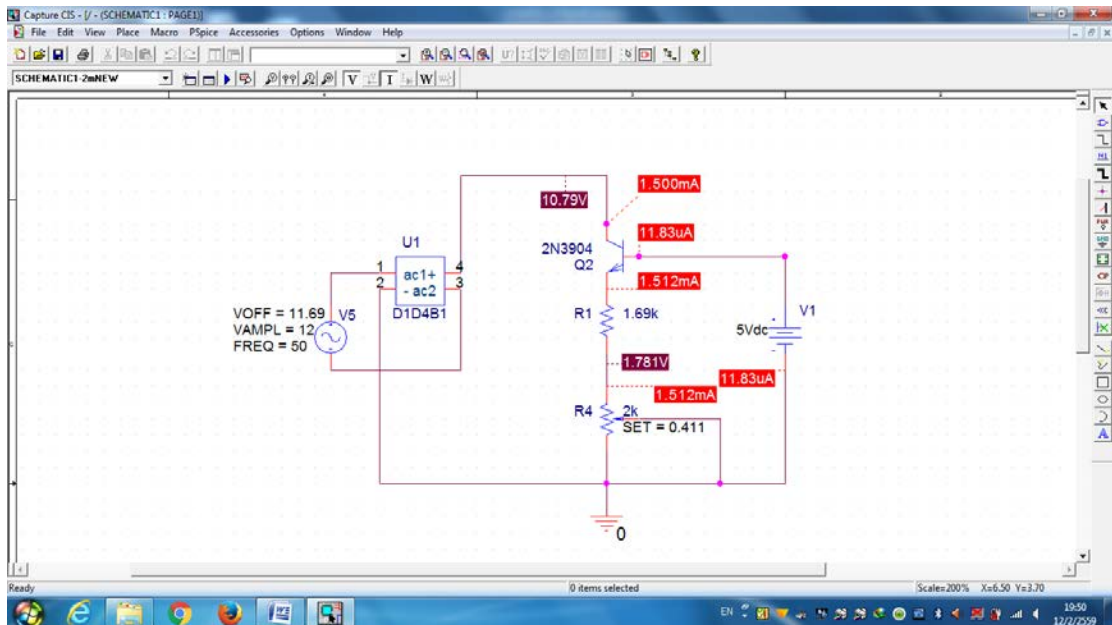 Capture CIS - [/ - (SCHEMATIC1 : PAGE1)]
File Edit View Place Macro PSpice Accessories Options Window Help
SCHEMATIC1-2mNEW
V I W
10.79V
1.500mA
11.83uA
2N3904
Q2
1.512mA
U1
1
2
4
3
ac1+
- ac2
D1D4B1
VOFF = 11.69
VAMPL = 12
FREQ = 50
V5
R1
1.69k
V1
5Vdc
1.781V
11.83uA
1.512mA
R4
2k
SET = 0.411
0
Ready
0 items selected
Scale=200% X=6.50 Y=3.70
EN
19:50
12/2/2559